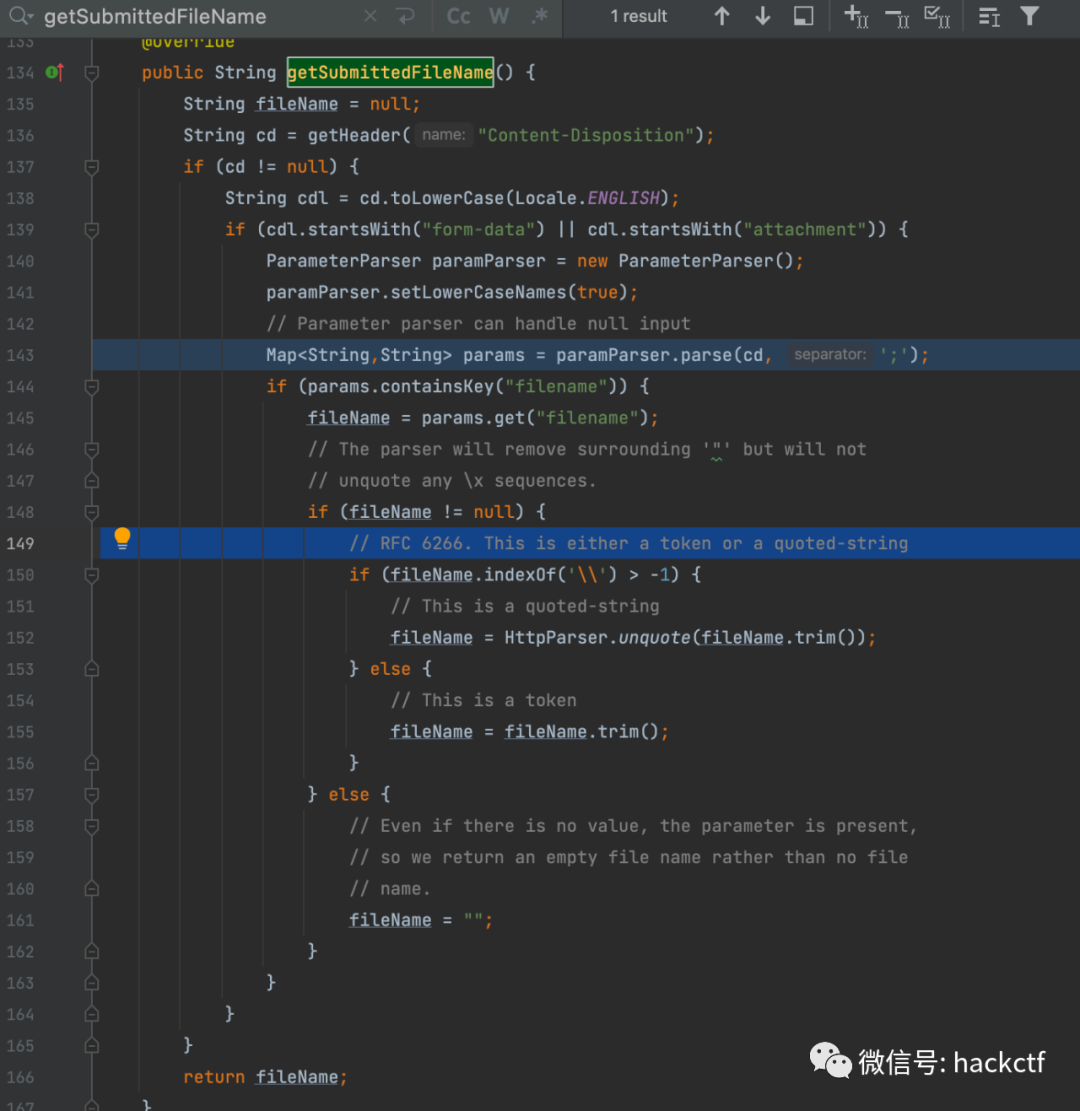 getSubmittedFileName × Cc W .* 1 result
133 @Override
134 public String getSubmittedFileName() {
135 String fileName = null;
136 String cd = getHeader( name: "Content-Disposition");
137 if (cd != null) {
138 String cdl = cd.toLowerCase(Locale.ENGLISH);
139 if (cdl.startsWith("form-data") || cdl.startsWith("attachment")) {
140 ParameterParser paramParser = new ParameterParser();
141 paramParser.setLowerCaseNames(true);
142 // Parameter parser can handle null input
143 Map<String,String> params = paramParser.parse(cd, separator: ';');
144 if (params.containsKey("filename")) {
145 fileName = params.get("filename");
146 // The parser will remove surrounding '"' but will not
147 // unquote any \x sequences.
148 if (fileName != null) {
149 // RFC 6266. This is either a token or a quoted-string
150 if (fileName.indexOf('\\') > -1) {
151 // This is a quoted-string
152 fileName = HttpParser.unquote(fileName.trim());
153 } else {
154 // This is a token
155 fileName = fileName.trim();
156 }
157 } else {
158 // Even if there is no value, the parameter is present,
159 // so we return an empty file name rather than no file
160 // name.
161 fileName = "";
162 }
163 }
164 }
165 }
166 return fileName;
167 }
微信号: hackctf